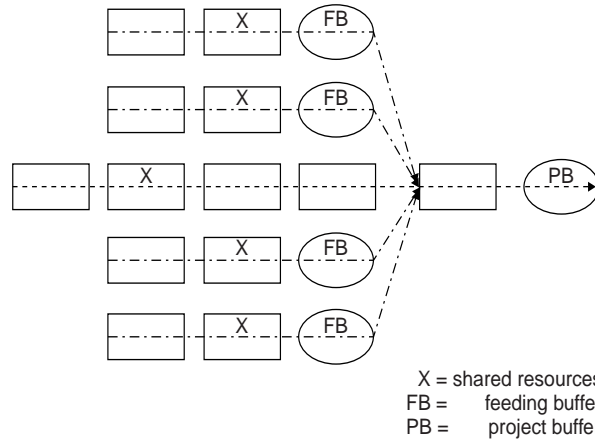 X FB
X FB
X PB
X FB
X FB
X = shared resources
FB = feeding buffe
PB = project buffe